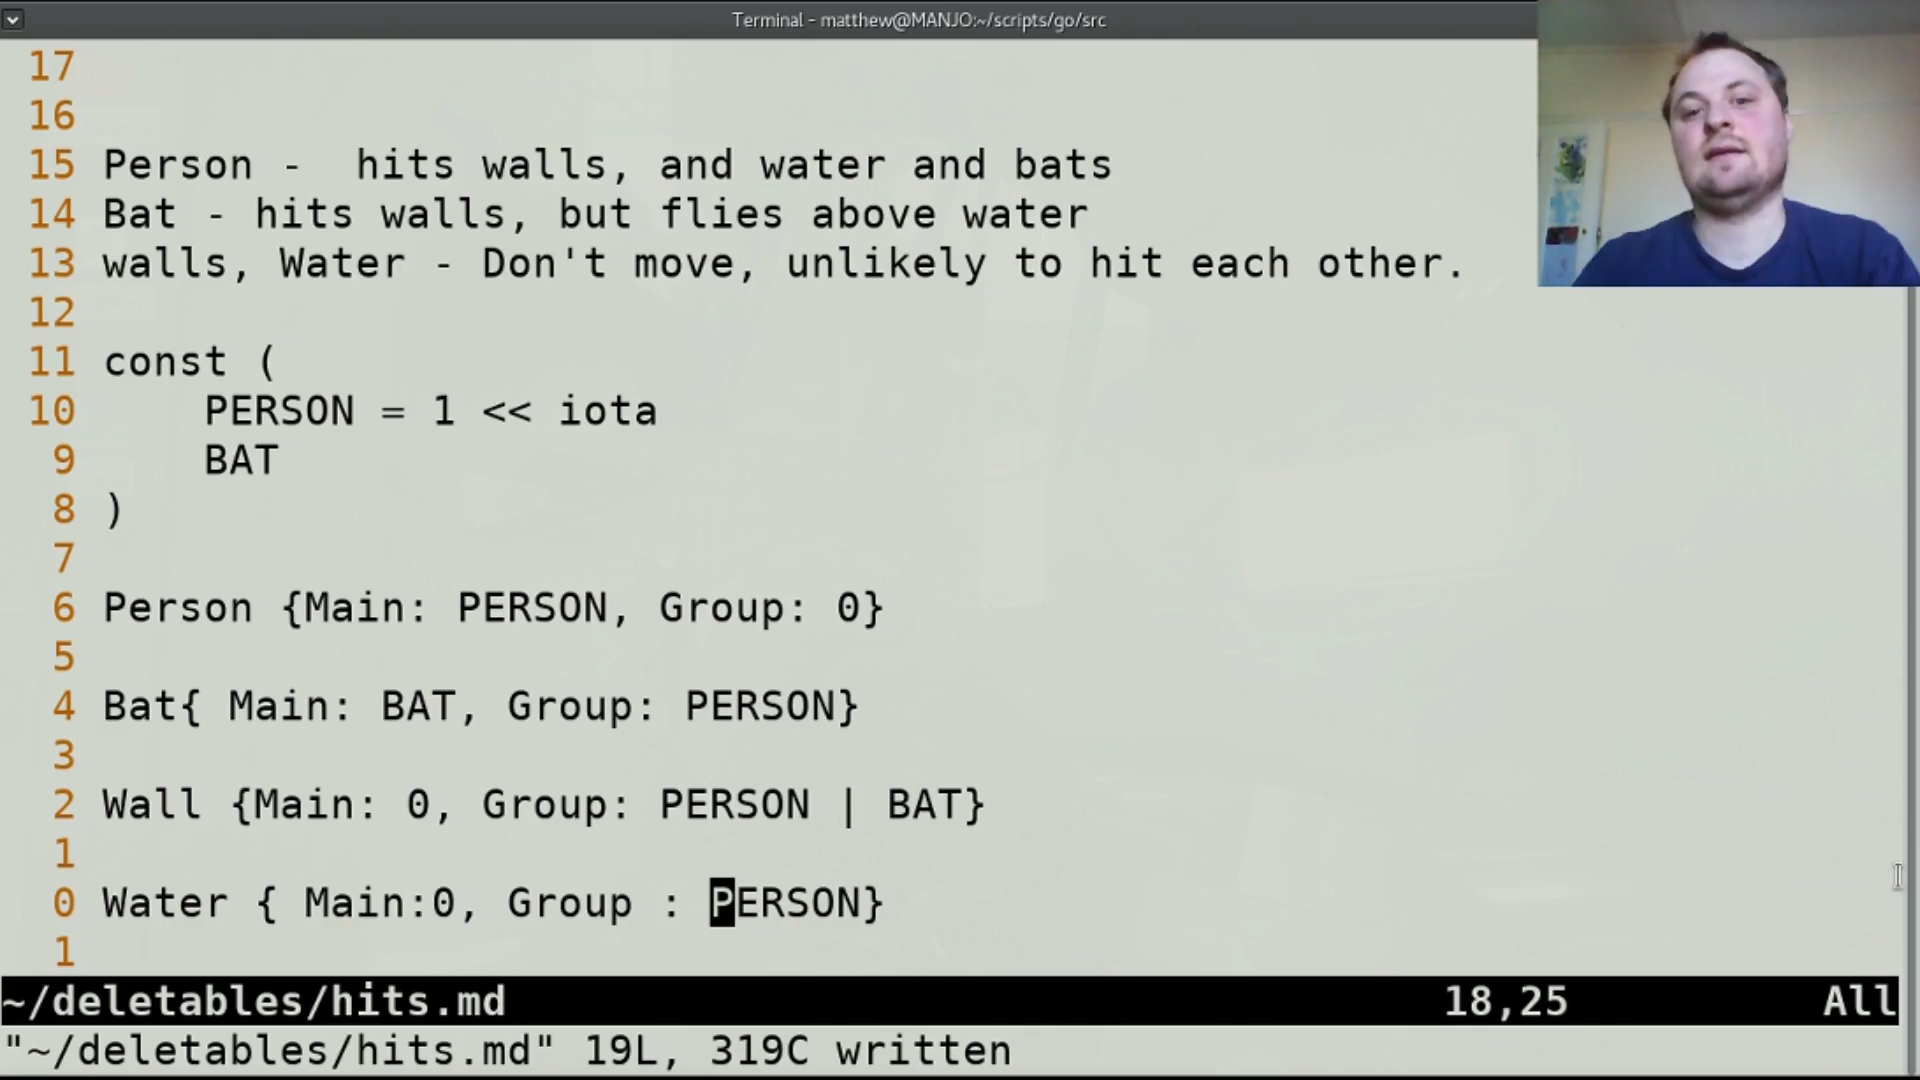 Terminal - matthew@MANJO:~/scripts/go/src
17
16
15 Person -  hits walls, and water and bats
14 Bat - hits walls, but flies above water
13 walls, Water - Don't move, unlikely to hit each other.
12
11 const (
10     PERSON = 1 << iota
9     BAT
8 )
7
6 Person {Main: PERSON, Group: 0}
5
4 Bat{ Main: BAT, Group: PERSON}
3
2 Wall {Main: 0, Group: PERSON | BAT}
1
0 Water { Main:0, Group : PERSON}
1
~/deletables/hits.md 18,25 All
"~/deletables/hits.md" 19L, 319C written